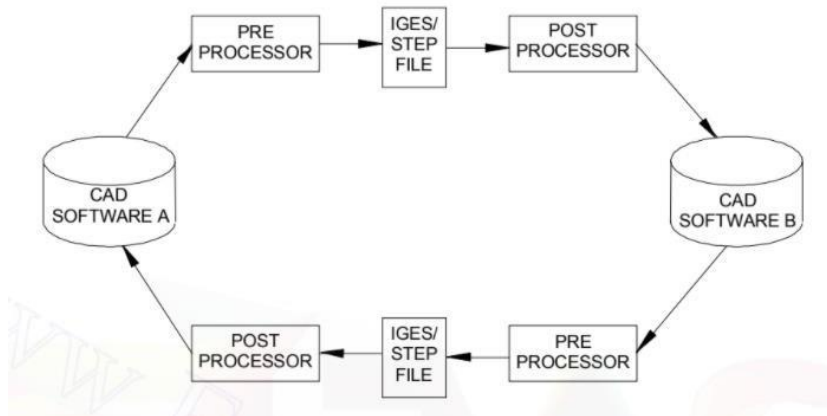 PRE
PROCESSOR
IGES/
STEP
FILE
POST
PROCESSOR
CAD
SOFTWARE A
CAD
SOFTWARE B
POST
PROCESSOR
IGES/
STEP
FILE
PRE
PROCESSOR